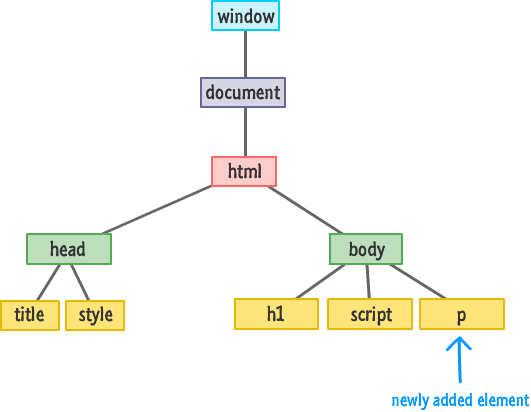 window
document
html
head
body
title
style
h1
script
p
newly added element